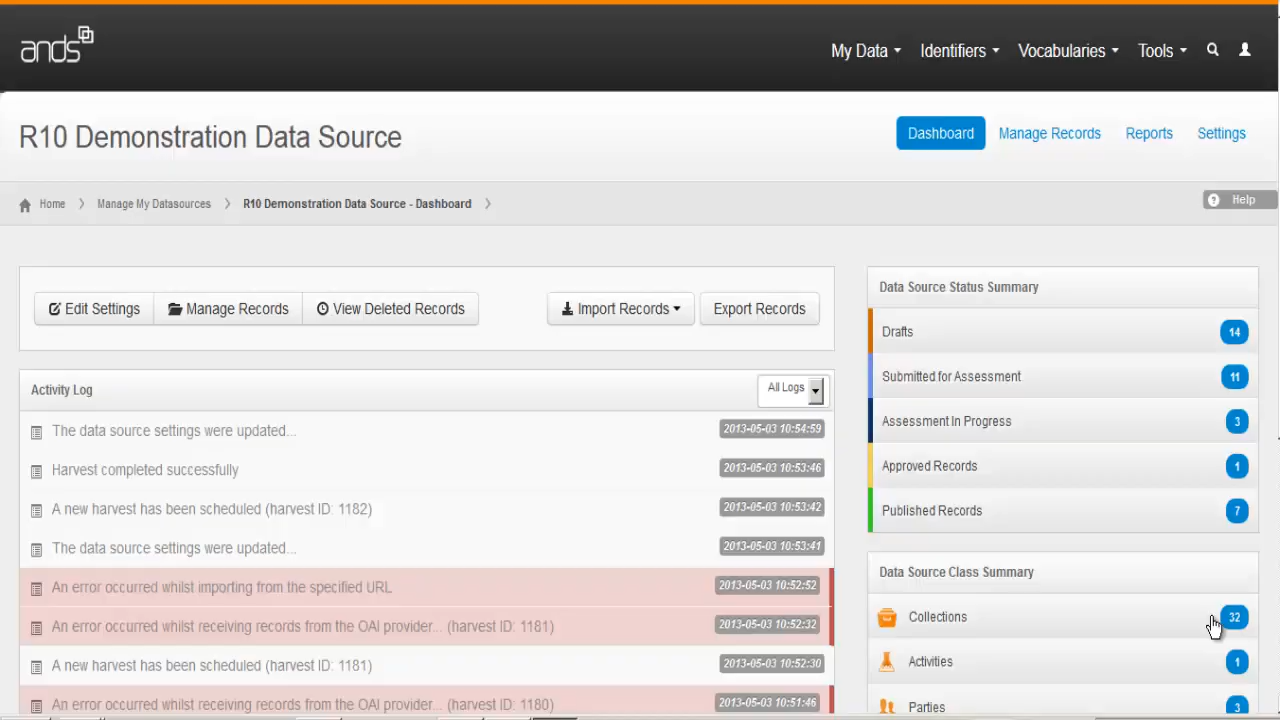 ands
My Data Identifiers Vocabularies Tools
R10 Demonstration Data Source
Dashboard Manage Records Reports Settings
Home Manage My Datasources R10 Demonstration Data Source - Dashboard
Help
Edit Settings Manage Records View Deleted Records Import Records Export Records
Activity Log All Logs
The data source settings were updated... 2013-05-03 10:54:59
Harvest completed successfully 2013-05-03 10:53:46
A new harvest has been scheduled (harvest ID: 1182) 2013-05-03 10:53:42
The data source settings were updated... 2013-05-03 10:53:41
An error occurred whilst importing from the specified URL 2013-05-03 10:52:52
An error occurred whilst receiving records from the OAI provider... (harvest ID: 1181) 2013-05-03 10:52:32
A new harvest has been scheduled (harvest ID: 1181) 2013-05-03 10:52:30
An error occurred whilst receiving records from the OAI provider... (harvest ID: 1180) 2013-05-03 10:51:46
Data Source Status Summary
Drafts 14
Submitted for Assessment 11
Assessment In Progress 3
Approved Records 1
Published Records 7
Data Source Class Summary
Collections 32
Activities 1
Parties 3